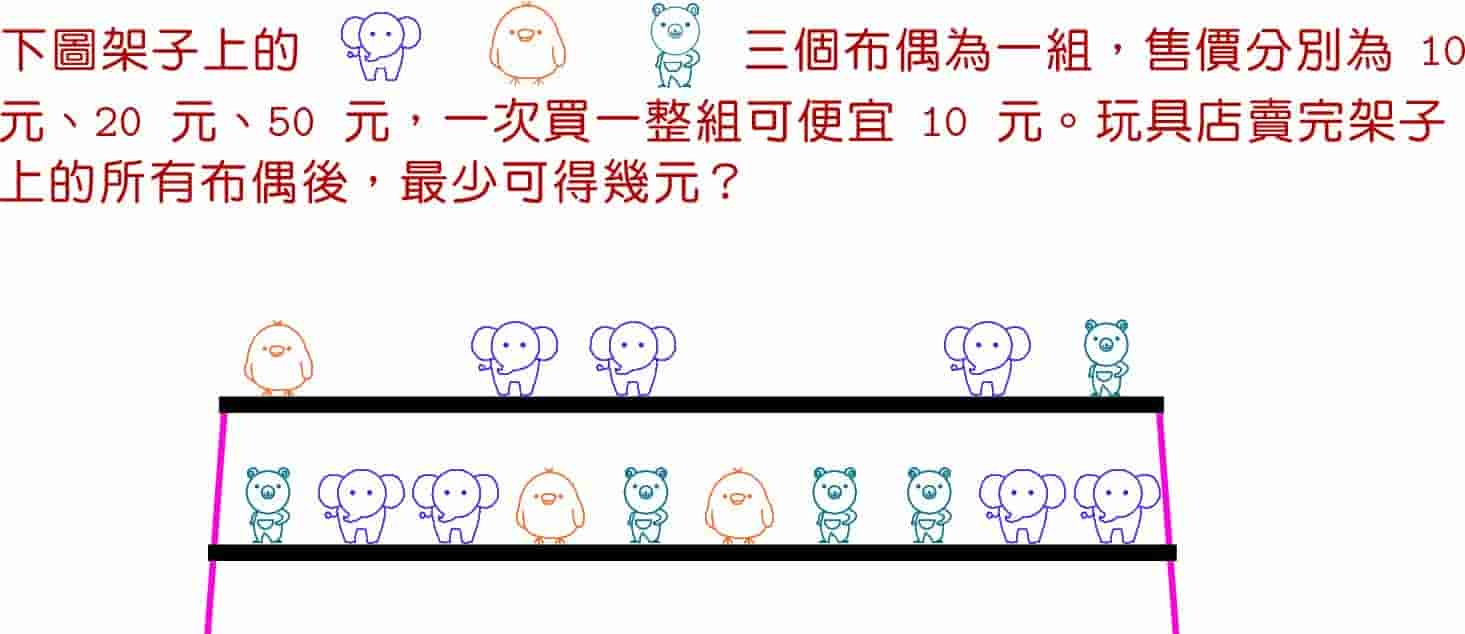 下圖架子上的 三個布偶為一組，售價分別為 10
元、20 元、50 元，一次買一整組可便宜 10 元。玩具店賣完架子
上的所有布偶後，最少可得幾元？